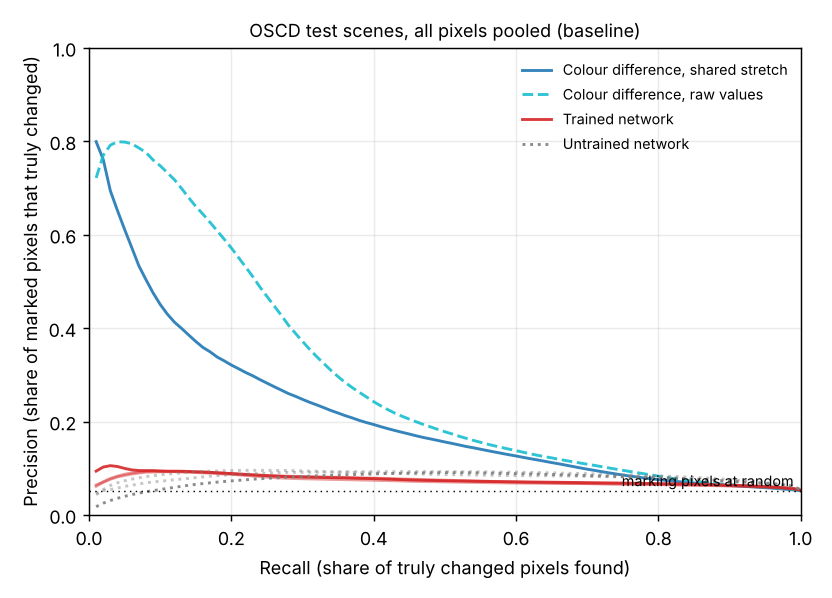 OSCD test scenes, all pixels pooled (baseline)
Precision (share of marked pixels that truly changed)
1.0
0.8
0.6
0.4
0.2
0.0
Colour difference, shared stretch
Colour difference, raw values
Trained network
Untrained network
marking pixels at random
0.0 0.2 0.4 0.6 0.8 1.0
Recall (share of truly changed pixels found)